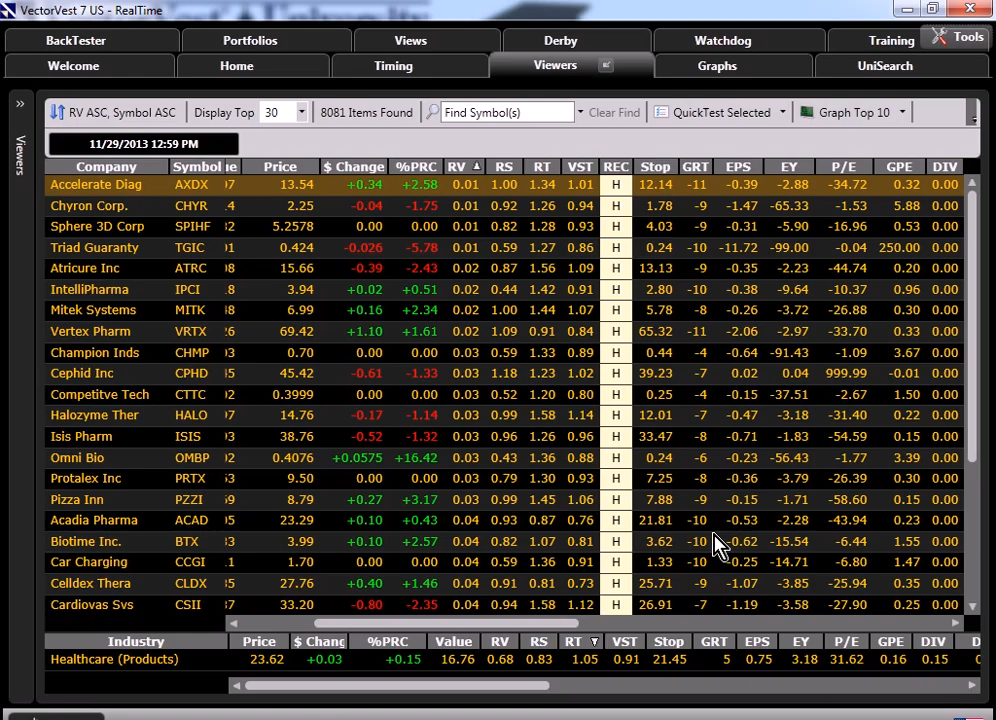 VectorVest 7 US - RealTime
BackTester Portfolios Views Derby Watchdog Training Tools
Welcome Home Timing Viewers Graphs UniSearch
Viewers
RV ASC, Symbol ASC Display Top 30 8081 Items Found Find Symbol(s) Clear Find QuickTest Selected Graph Top 10
11/29/2013 12:59 PM
Company Symbol Price $ Change %PRC RV RS RT VST REC Stop GRT EPS EY P/E GPE DIV
Accelerate Diag AXDX 13.54 +0.34 +2.58 0.01 1.00 1.34 1.01 H 12.14 -11 -0.39 -2.88 -34.72 0.32 0.00
Chyron Corp. CHYR 2.25 -0.04 -1.75 0.01 0.92 1.26 0.94 H 1.78 -9 -1.47 -65.33 -1.53 5.88 0.00
Sphere 3D Corp SPIHF 5.2578 0.00 0.00 0.01 0.82 1.28 0.93 H 4.03 -9 -0.31 -5.90 -16.96 0.53 0.00
Triad Guaranty TGIC 0.424 -0.026 -5.78 0.01 0.59 1.27 0.86 H 0.24 -10 -11.72 -99.00 -0.04 250.00 0.00
Atricure Inc ATRC 15.66 -0.39 -2.43 0.02 0.87 1.56 1.09 H 13.13 -9 -0.35 -2.23 -44.74 0.20 0.00
IntelliPharma IPCI 3.94 +0.02 +0.51 0.02 0.44 1.42 0.91 H 2.80 -10 -0.38 -9.64 -10.37 0.96 0.00
Mitek Systems MITK 6.99 +0.16 +2.34 0.02 1.00 1.44 1.07 H 5.78 -8 -0.26 -3.72 -26.88 0.30 0.00
Vertex Pharm VRTX 69.42 +1.10 +1.61 0.02 1.09 0.91 0.84 H 65.32 -11 -2.06 -2.97 -33.70 0.33 0.00
Champion Inds CHMP 0.70 0.00 0.00 0.03 0.59 1.33 0.89 H 0.44 -4 -0.64 -91.43 -1.09 3.67 0.00
Cephid Inc CPHD 45.42 -0.61 -1.33 0.03 1.18 1.23 1.02 H 39.23 -7 0.02 0.04 999.99 -0.01 0.00
Competitve Tech CTTC 0.3999 0.00 0.00 0.03 0.52 1.20 0.80 H 0.25 -4 -0.15 -37.51 -2.67 1.50 0.00
Halozyme Ther HALO 14.76 -0.17 -1.14 0.03 0.99 1.58 1.14 H 12.01 -7 -0.47 -3.18 -31.40 0.22 0.00
Isis Pharm ISIS 38.76 -0.52 -1.32 0.03 0.96 1.26 0.96 H 33.47 -8 -0.71 -1.83 -54.59 0.15 0.00
Omni Bio OMBP 0.4076 +0.0575 +16.42 0.03 0.43 1.36 0.88 H 0.24 -6 -0.23 -56.43 -1.77 3.39 0.00
Protalex Inc PRTX 9.50 0.00 0.00 0.03 0.79 1.30 0.93 H 7.25 -8 -0.36 -3.79 -26.39 0.30 0.00
Pizza Inn PZZI 8.79 +0.27 +3.17 0.03 0.99 1.45 1.06 H 7.88 -9 -0.15 -1.71 -58.60 0.15 0.00
Acadia Pharma ACAD 23.29 +0.10 +0.43 0.04 0.93 0.87 0.76 H 21.81 -10 -0.53 -2.28 -43.94 0.23 0.00
Biotime Inc. BTX 3.99 +0.10 +2.57 0.04 0.82 1.07 0.81 H 3.62 -10 -0.62 -15.54 -6.44 1.55 0.00
Car Charging CCGI 1.70 0.00 0.00 0.04 0.59 1.36 0.91 H 1.33 -10 -0.25 -14.71 -6.80 1.47 0.00
Celldex Thera CLDX 27.76 +0.40 +1.46 0.04 0.91 0.81 0.73 H 25.71 -9 -1.07 -3.85 -25.94 0.35 0.00
Cardiovas Svs CSII 33.20 -0.80 -2.35 0.04 0.94 1.58 1.12 H 26.91 -7 -1.19 -3.58 -27.90 0.25 0.00
Industry Price $ Chang %PRC Value RV RS RT VST Stop GRT EPS EY P/E GPE DIV D
Healthcare (Products) 23.62 +0.03 +0.15 16.76 0.68 0.83 1.05 0.91 21.45 5 0.75 3.18 31.62 0.16 0.15